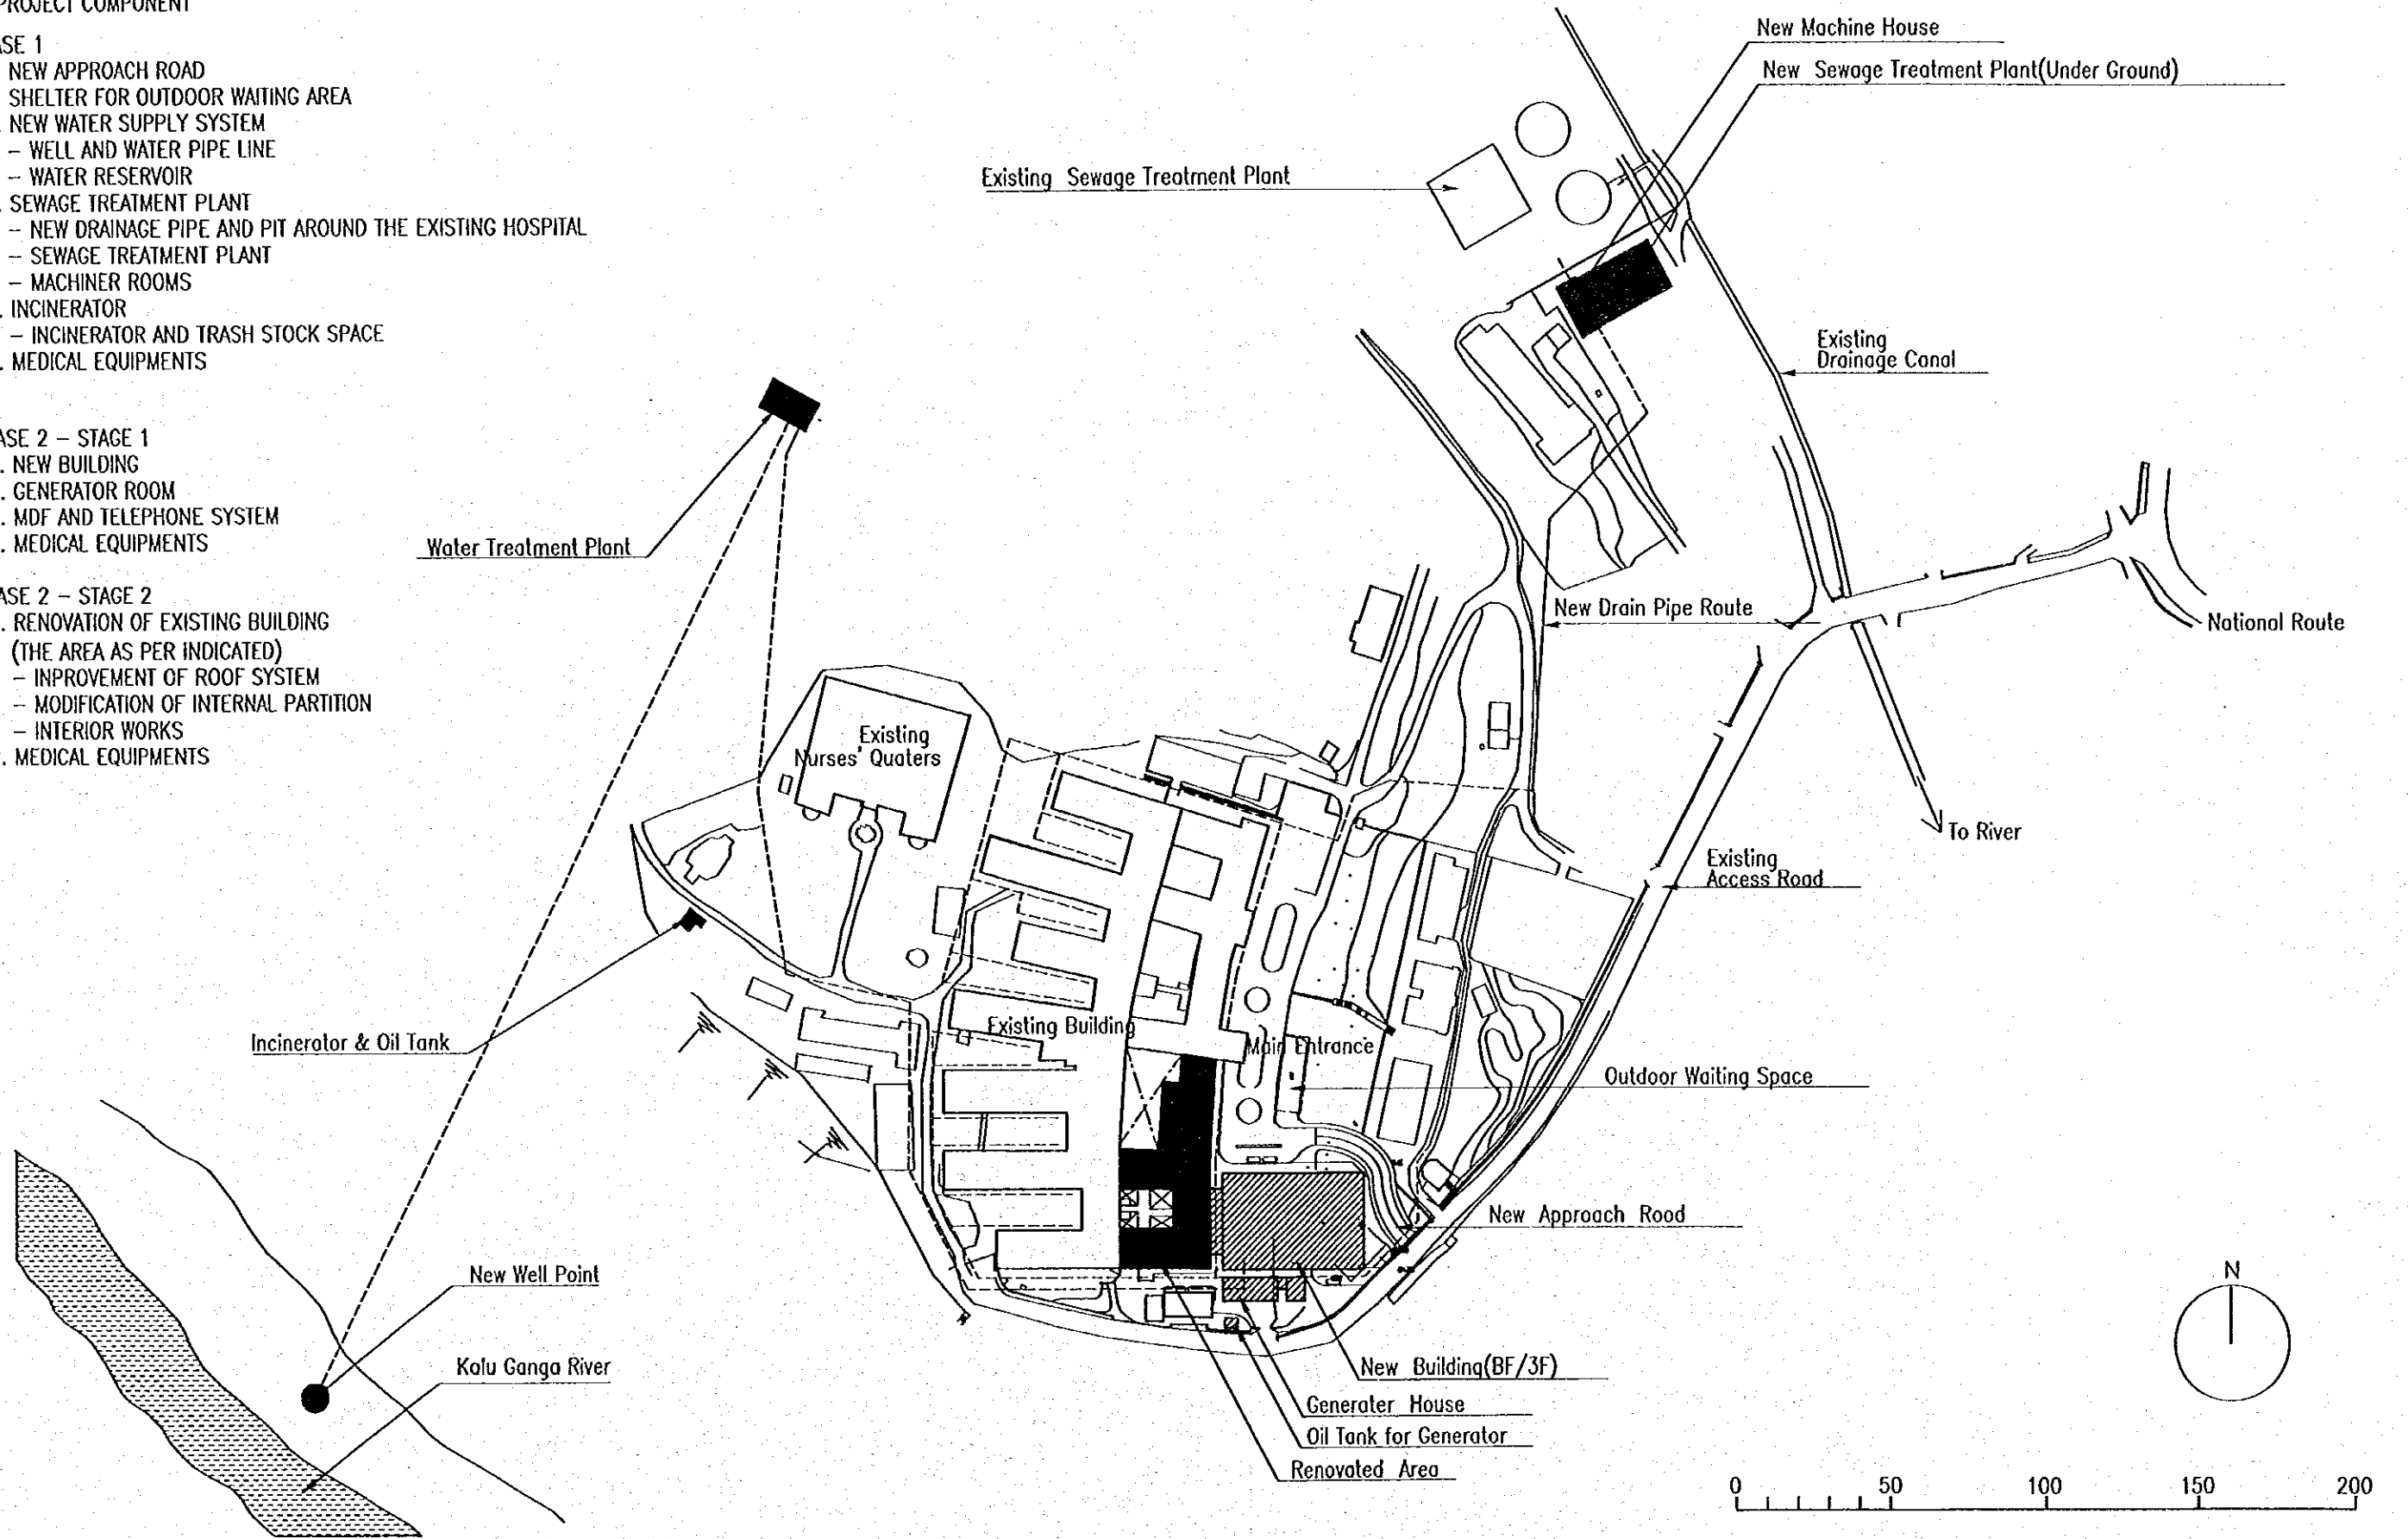 PROJECT COMPONENT
ASE 1
NEW APPROACH ROAD
SHELTER FOR OUTDOOR WAITING AREA
. NEW WATER SUPPLY SYSTEM
– WELL AND WATER PIPE LINE
– WATER RESERVOIR
. SEWAGE TREATMENT PLANT
– NEW DRAINAGE PIPE AND PIT AROUND THE EXISTING HOSPITAL
– SEWAGE TREATMENT PLANT
– MACHINER ROOMS
. INCINERATOR
– INCINERATOR AND TRASH STOCK SPACE
. MEDICAL EQUIPMENTS
ASE 2 – STAGE 1
. NEW BUILDING
. GENERATOR ROOM
. MDF AND TELEPHONE SYSTEM
. MEDICAL EQUIPMENTS
ASE 2 – STAGE 2
. RENOVATION OF EXISTING BUILDING
(THE AREA AS PER INDICATED)
– INPROVEMENT OF ROOF SYSTEM
– MODIFICATION OF INTERNAL PARTITION
– INTERIOR WORKS
. MEDICAL EQUIPMENTS
New Machine House
New Sewage Treatment Plant(Under Ground)
Existing Sewage Treatment Plant
Existing
Drainage Canal
Water Treatment Plant
New Drain Pipe Route
National Route
Existing
Nurses' Quaters
To River
Existing
Access Road
Existing Building
Main Entrance
Incinerator & Oil Tank
Outdoor Waiting Space
New Approach Rood
New Well Point
Kalu Ganga River
New Building(BF/3F)
Generater House
Oil Tank for Generator
Renovated Area
N
0 50 100 150 200